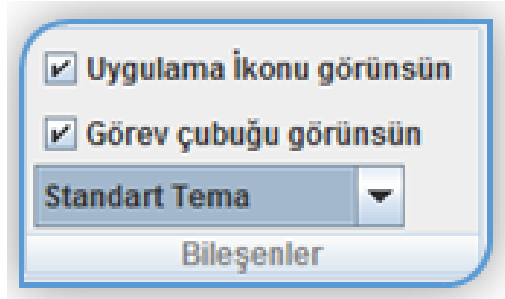 Uygulama İkonu görünsün
Görev çubuğu görünsün
Standart Tema
Bileşenler